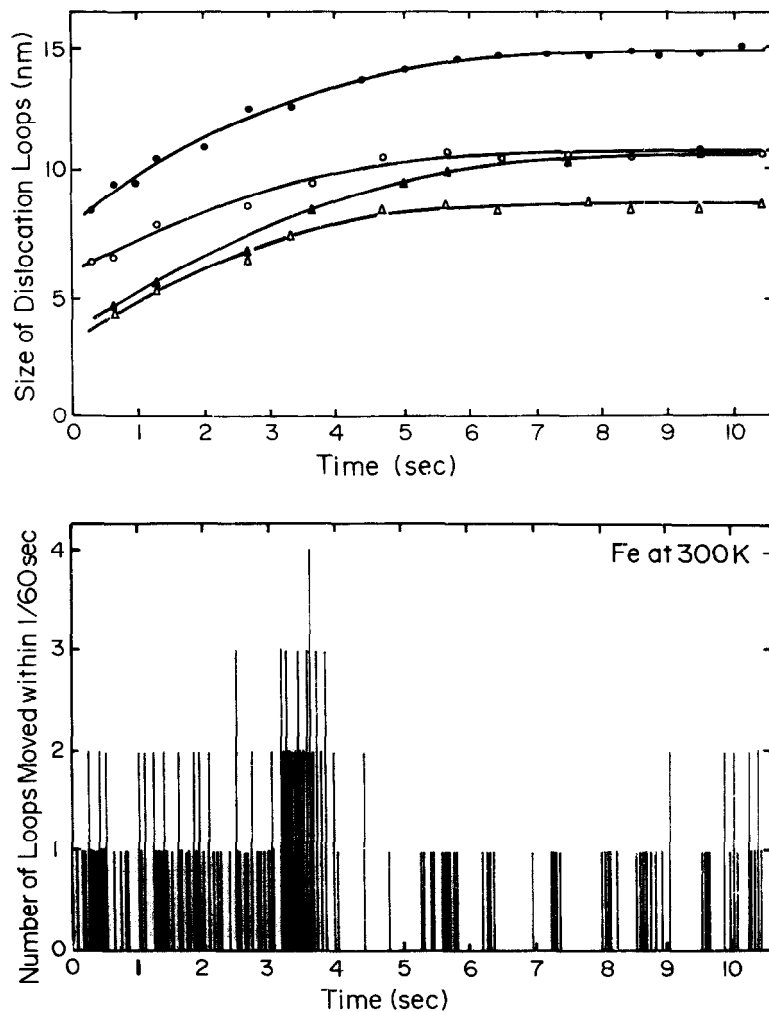 Size of Dislocation Loops (nm)
15
10
5
0
0 1 2 3 4 5 6 7 8 9 10
Time (sec)
Number of Loops Moved within 1/60sec
4
3
2
1
0
Fe at 300K
0 1 2 3 4 5 6 7 8 9 10
Time (sec)